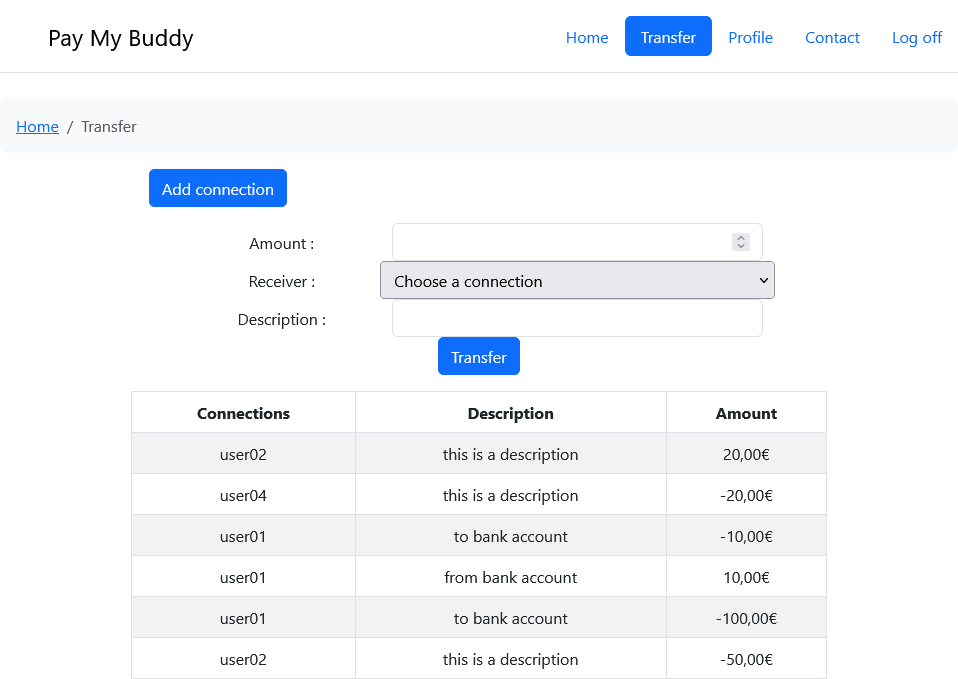 Pay My Buddy Home Transfer Profile Contact Log off
Home / Transfer
Add connection
Amount :
Receiver : Choose a connection
Description :
Transfer
Connections Description Amount
user02 this is a description 20,00€
user04 this is a description -20,00€
user01 to bank account -10,00€
user01 from bank account 10,00€
user01 to bank account -100,00€
user02 this is a description -50,00€